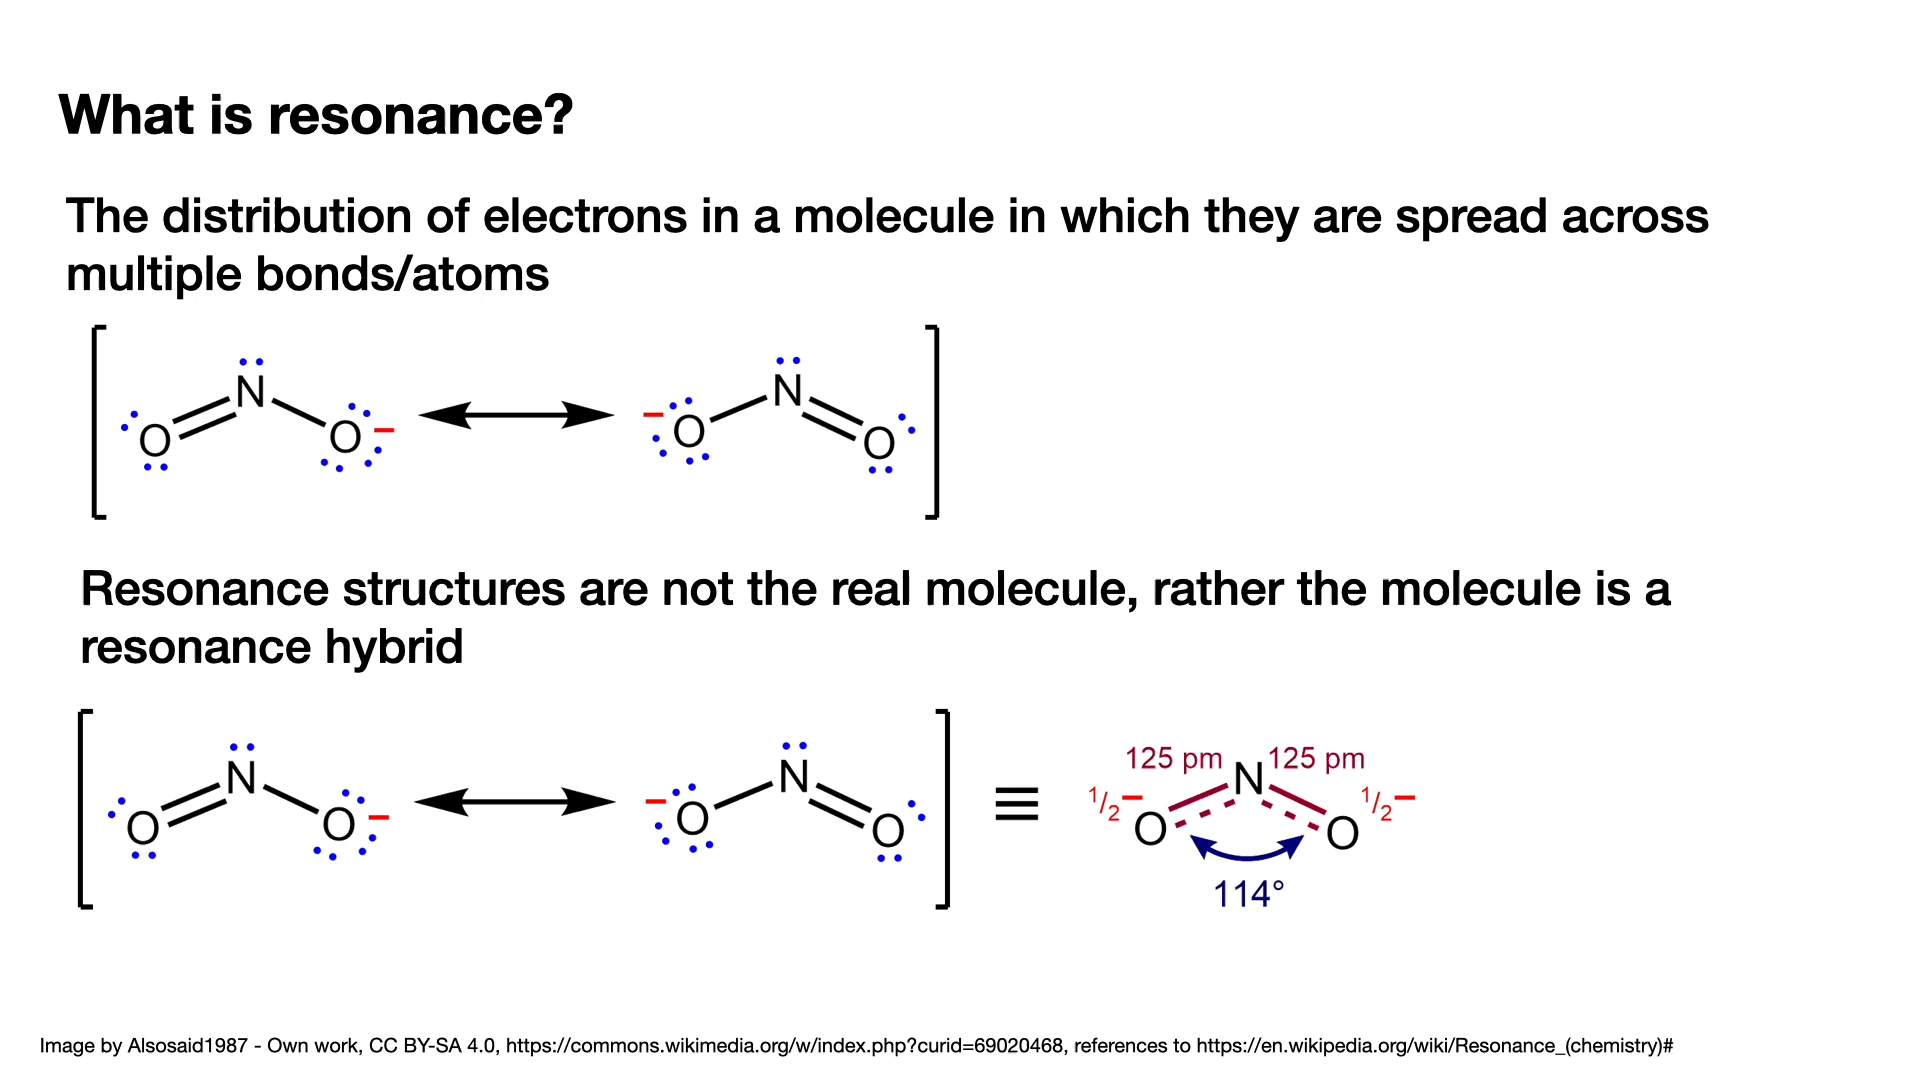 What is resonance?
The distribution of electrons in a molecule in which they are spread across
multiple bonds/atoms
N N
O O− −O O
Resonance structures are not the real molecule, rather the molecule is a
resonance hybrid
N N ≡ 125 pm N 125 pm
O O− −O O 1/2− O O 1/2−
114°
Image by Alsosaid1987 - Own work, CC BY-SA 4.0, https://commons.wikimedia.org/w/index.php?curid=69020468, references to https://en.wikipedia.org/wiki/Resonance_(chemistry)#